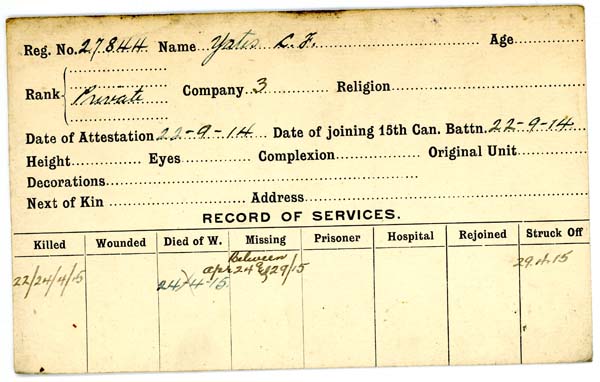 Reg. No. 27844 Name Yates L. F. Age
Rank Private Company 3 Religion
Date of Attestation 22-9-14 Date of joining 15th Can. Battn. 22-9-14
Height Eyes Complexion Original Unit
Decorations
Next of Kin Address
RECORD OF SERVICES.
Killed Wounded Died of W. Missing Prisoner Hospital Rejoined Struck Off
Between
22/24/4/15 24-4-15 apr 24 & 29/15 29.4.15